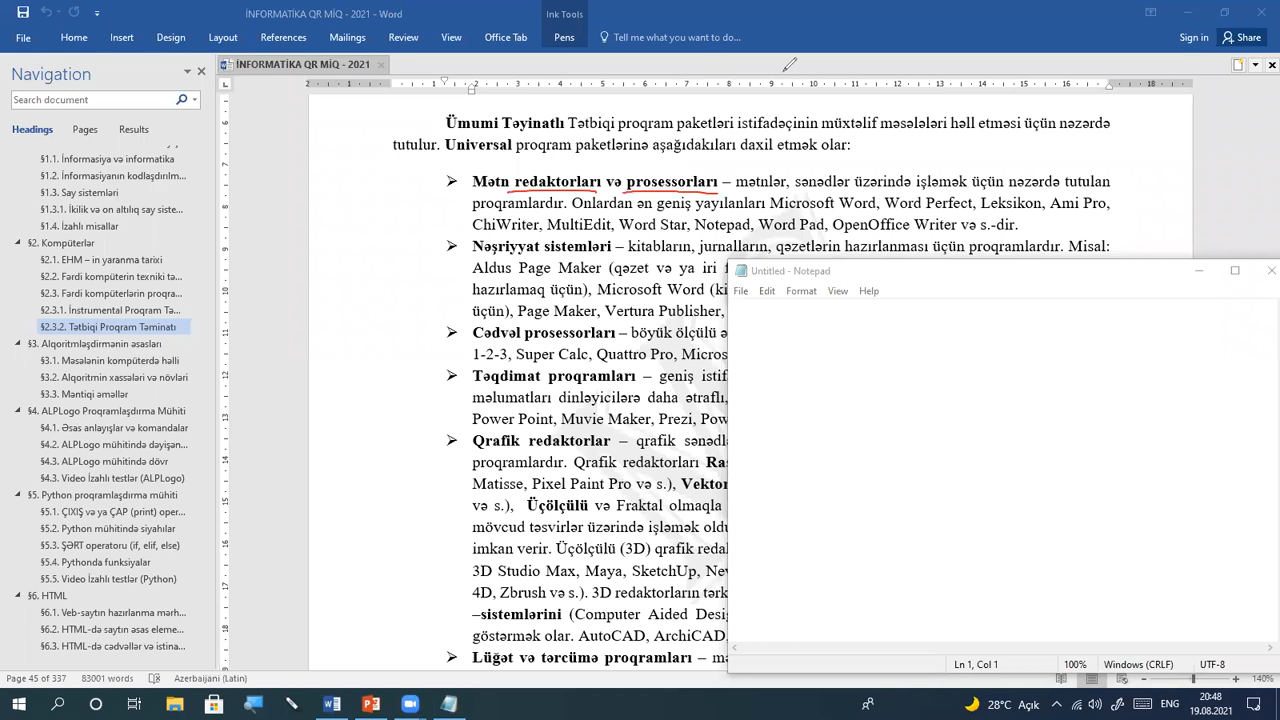 İNFORMATİKA QR MİQ - 2021 - Word
Ink Tools
File Home Insert Design Layout References Mailings Review View Office Tab Pens Tell me what you want to do... Sign in Share
Navigation
İNFORMATİKA QR MİQ - 2021
Search document
Headings Pages Results
§1.1. İnformasiya və informatika
§1.2. İnformasiyanın kodlaşdırılm...
§1.3. Say sistemləri
§1.3.1. İkilik və on altılıq say siste...
§1.4. İzahlı misallar
§2. Kompüterlər
§2.1. EHM – in yaranma tarixi
§2.2. Fərdi kompüterin texniki tə...
§2.3. Fərdi kompüterlərin proqra...
§2.3.1. İnstrumental Proqram Tə...
§2.3.2. Tətbiqi Proqram Təminatı
§3. Alqoritmləşdirmənin əsasları
§3.1. Məsələnin kompüterdə həlli
§3.2. Alqoritmin xassələri və növləri
§3.3. Məntiqi əməllər
§4. ALPLogo Proqramlaşdırma Mühiti
§4.1. Əsas anlayışlar və komandalar
§4.2. ALPLogo mühitində dəyişən...
§4.3. ALPLogo mühitində dövr
§4.3. Video İzahlı testlər (ALPLogo)
§5. Python proqramlaşdırma mühiti
§5.1. ÇIXIŞ və ya ÇAP (print) oper...
§5.2. Python mühitində siyahılar
§5.3. ŞƏRT operatoru (if, elif, else)
§5.4. Pythonda funksiyalar
§5.5. Video İzahlı testlər (Python)
§6. HTML
§6.1. Veb-saytın hazırlanma mərh...
§6.2. HTML-də saytın əsas eleme...
§6.3. HTML-də cədvəllər və istina...
Ümumi Təyinatlı Tətbiqi proqram paketləri istifadəçinin müxtəlif məsələləri həll etməsi üçün nəzərdə
tutulur. Universal proqram paketlərinə aşağıdakıları daxil etmək olar:
Mətn redaktorları və prosessorları – mətnlər, sənədlər üzərində işləmək üçün nəzərdə tutulan
proqramlardır. Onlardan ən geniş yayılanları Microsoft Word, Word Perfect, Leksikon, Ami Pro,
ChiWriter, MultiEdit, Word Star, Notepad, Word Pad, OpenOffice Writer və s.-dir.
Nəşriyyat sistemləri – kitabların, jurnalların, qəzetlərin hazırlanması üçün proqramlardır. Misal:
Aldus Page Maker (qəzet və ya iri
hazırlamaq üçün), Microsoft Word (ki
üçün), Page Maker, Vertura Publisher,
Cədvəl prosessorları – böyük ölçülü
1-2-3, Super Calc, Quattro Pro, Micros
Təqdimat proqramları – geniş istif
məlumatları dinləyicilərə daha ətraflı,
Power Point, Muvie Maker, Prezi, Pow
Qrafik redaktorlar – qrafik sənədl
proqramlardır. Qrafik redaktorları Ras
Matisse, Pixel Paint Pro və s.), Vektor
və s.), Üçölçülü və Fraktal olmaqla
mövcud təsvirlər üzərində işləmək oldu
imkan verir. Üçölçülü (3D) qrafik redal
3D Studio Max, Maya, SketchUp, Nev
4D, Zbrush və s.). 3D redaktorların tərk
–sistemlərini (Computer Aided Desig
göstərmək olar. AutoCAD, ArchiCAD,
Lüğət və tərcümə proqramları – mə
Untitled - Notepad
File Edit Format View Help
Ln 1, Col 1 100% Windows (CRLF) UTF-8
Page 45 of 337 83001 words Azerbaijani (Latin) 140%
28°C Açık ENG 20:48
19.08.2021